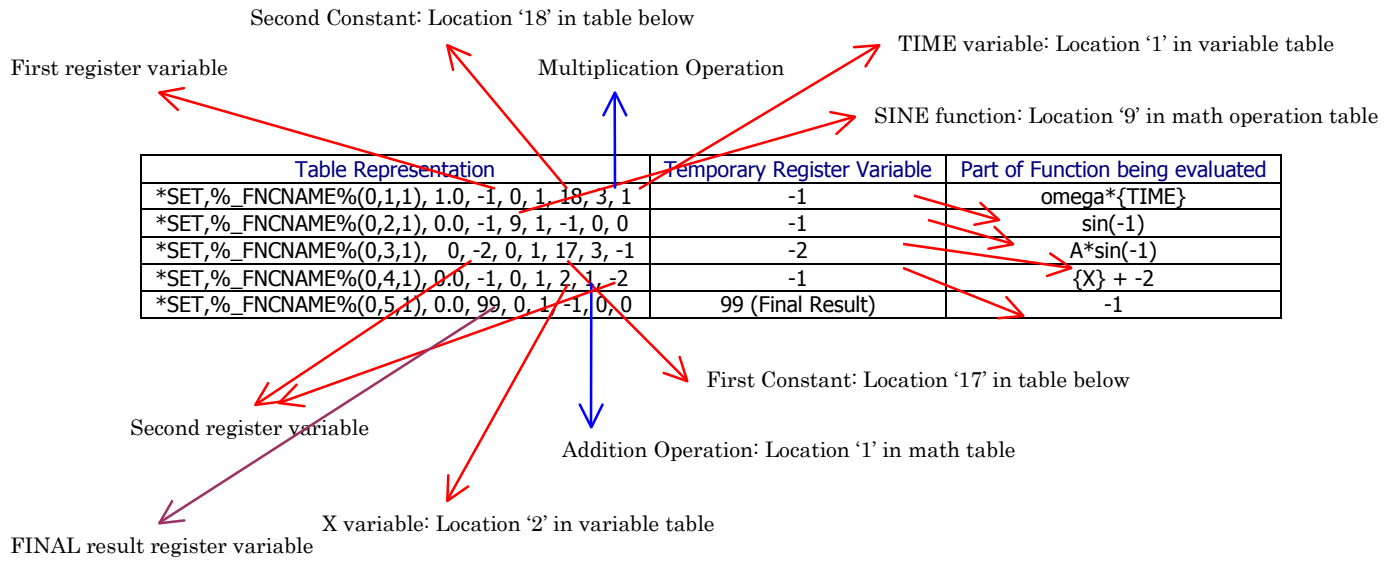 Second Constant: Location ‘18’ in table below
TIME variable: Location ‘1’ in variable table
First register variable
Multiplication Operation
SINE function: Location ‘9’ in math operation table
Table Representation Temporary Register Variable Part of Function being evaluated
*SET,%_FNCNAME%(0,1,1), 1.0, -1, 0, 1, 18, 3, 1 -1 omega*{TIME}
*SET,%_FNCNAME%(0,2,1), 0.0, -1, 9, 1, -1, 0, 0 -1 sin(-1)
*SET,%_FNCNAME%(0,3,1), 0, -2, 0, 1, 17, 3, -1 -2 A*sin(-1)
*SET,%_FNCNAME%(0,4,1), 0.0, -1, 0, 1, 2, 1, -2 -1 {X} + -2
*SET,%_FNCNAME%(0,5,1), 0.0, 99, 0, 1, -1, 0, 0 99 (Final Result) -1
First Constant: Location ‘17’ in table below
Second register variable
Addition Operation: Location ‘1’ in math table
X variable: Location ‘2’ in variable table
FINAL result register variable